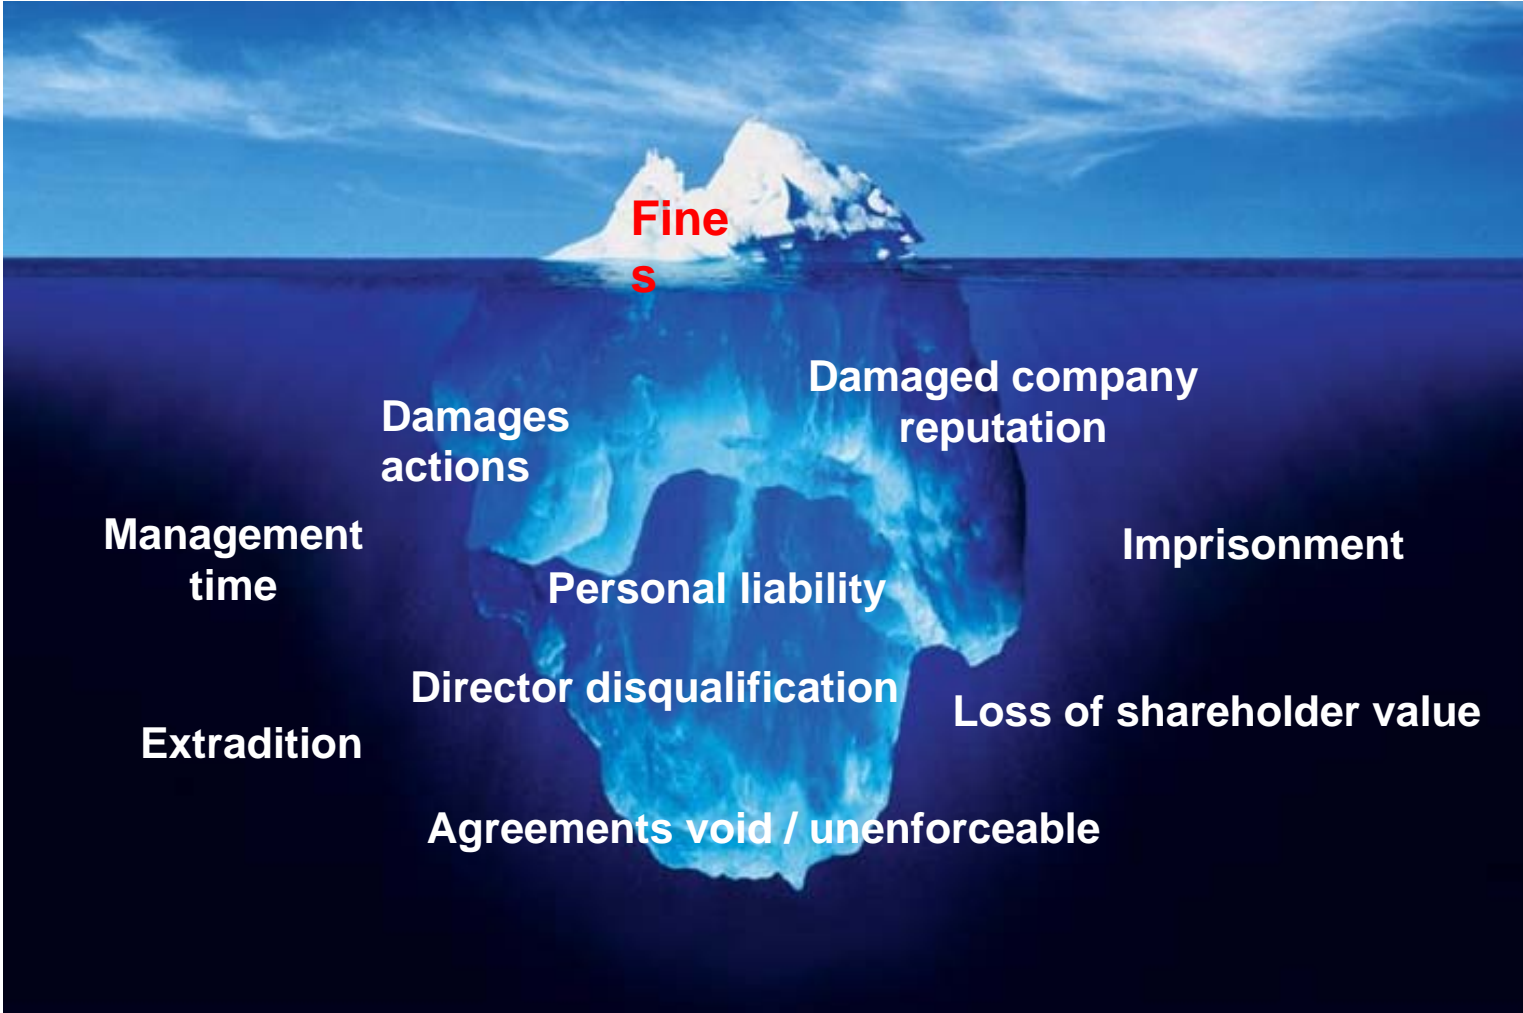 Fine
s
Damaged company
reputation
Damages
actions
Management
time
Imprisonment
Personal liability
Director disqualification
Loss of shareholder value
Extradition
Agreements void / unenforceable